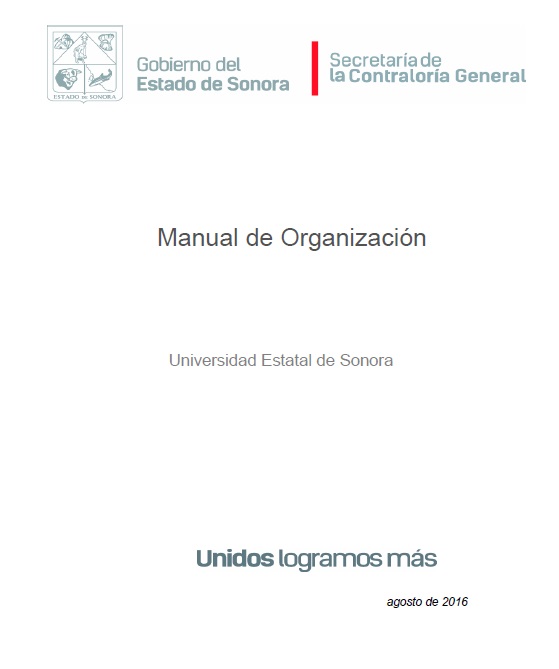 ESTADO DE SONORA
Gobierno del
Estado de Sonora
Secretaría de
la Contraloría General
Manual de Organización
Universidad Estatal de Sonora
Unidos logramos más
agosto de 2016